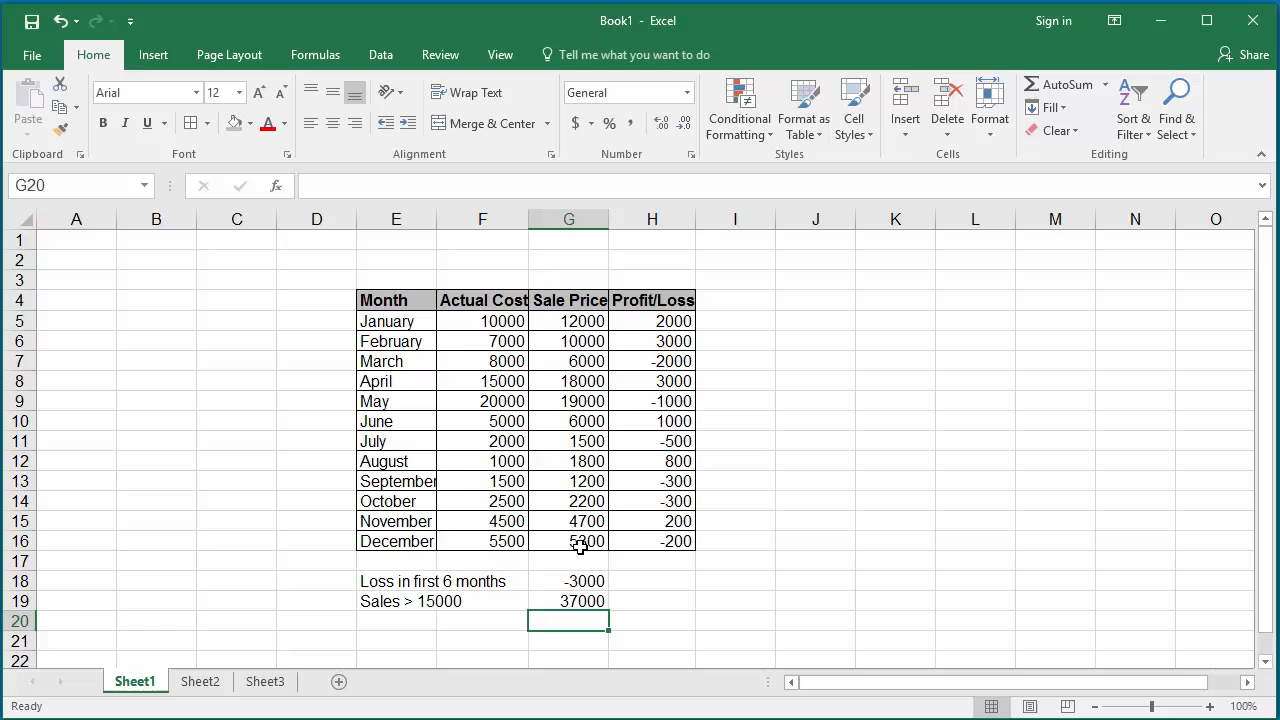 Book1 - Excel
Sign in
File Home Insert Page Layout Formulas Data Review View Tell me what you want to do Share
Arial 12 Wrap Text General AutoSum
Paste Fill
B I U Merge & Center $ % , Clear
Conditional Formatting Format as Table Cell Styles Insert Delete Format Sort & Filter Find & Select
Clipboard Font Alignment Number Styles Cells Editing
G20 fx
A B C D E F G H I J K L M N O
1
2
3
4 Month Actual Cost Sale Price Profit/Loss
5 January 10000 12000 2000
6 February 7000 10000 3000
7 March 8000 6000 -2000
8 April 15000 18000 3000
9 May 20000 19000 -1000
10 June 5000 6000 1000
11 July 2000 1500 -500
12 August 1000 1800 800
13 September 1500 1200 -300
14 October 2500 2200 -300
15 November 4500 4700 200
16 December 5500 -200
17
18 Loss in first 6 months -3000
19 Sales > 15000 37000
20
21
22
Sheet1 Sheet2 Sheet3
Ready 100%